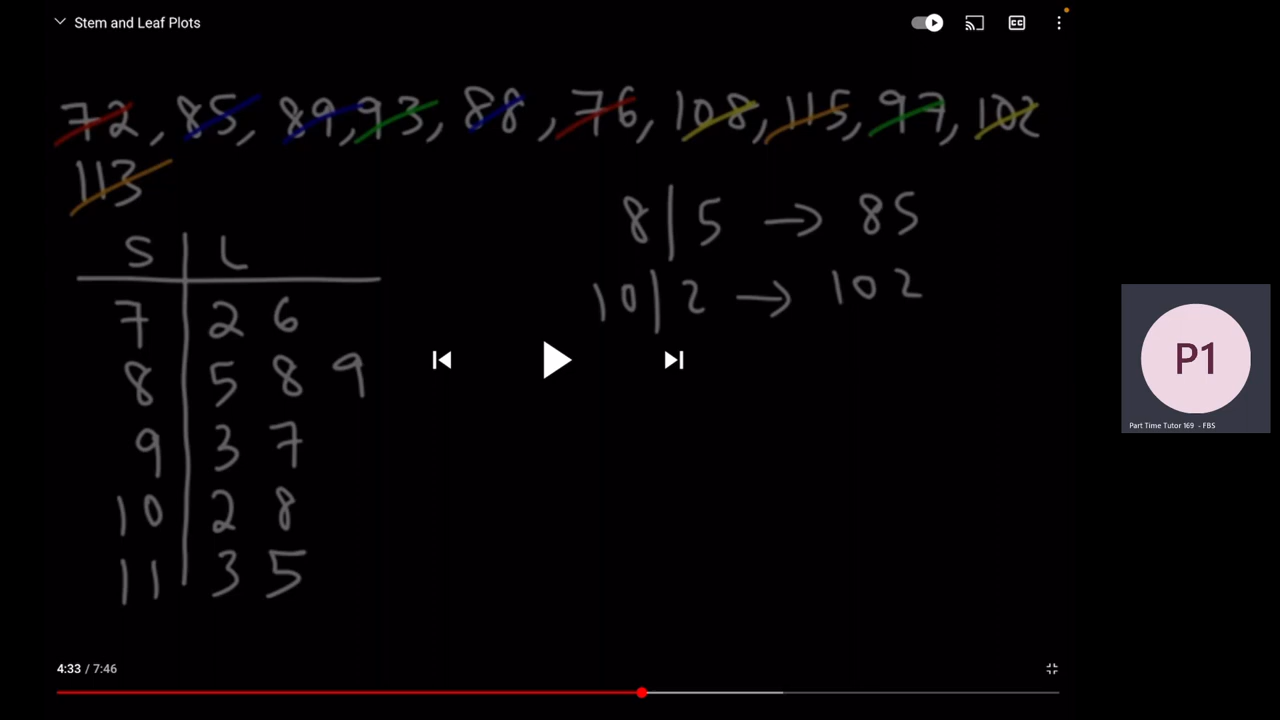 Stem and Leaf Plots
72, 85, 89, 93, 88, 76, 108, 115, 97, 102
113
8 | 5 → 85
S | L
10 | 2 → 102
7 | 2 6
8 | 5 8 9
9 | 3 7
10 | 2 8
11 | 3 5
P1
Part Time Tutor 169 - FBS
4:33 / 7:46